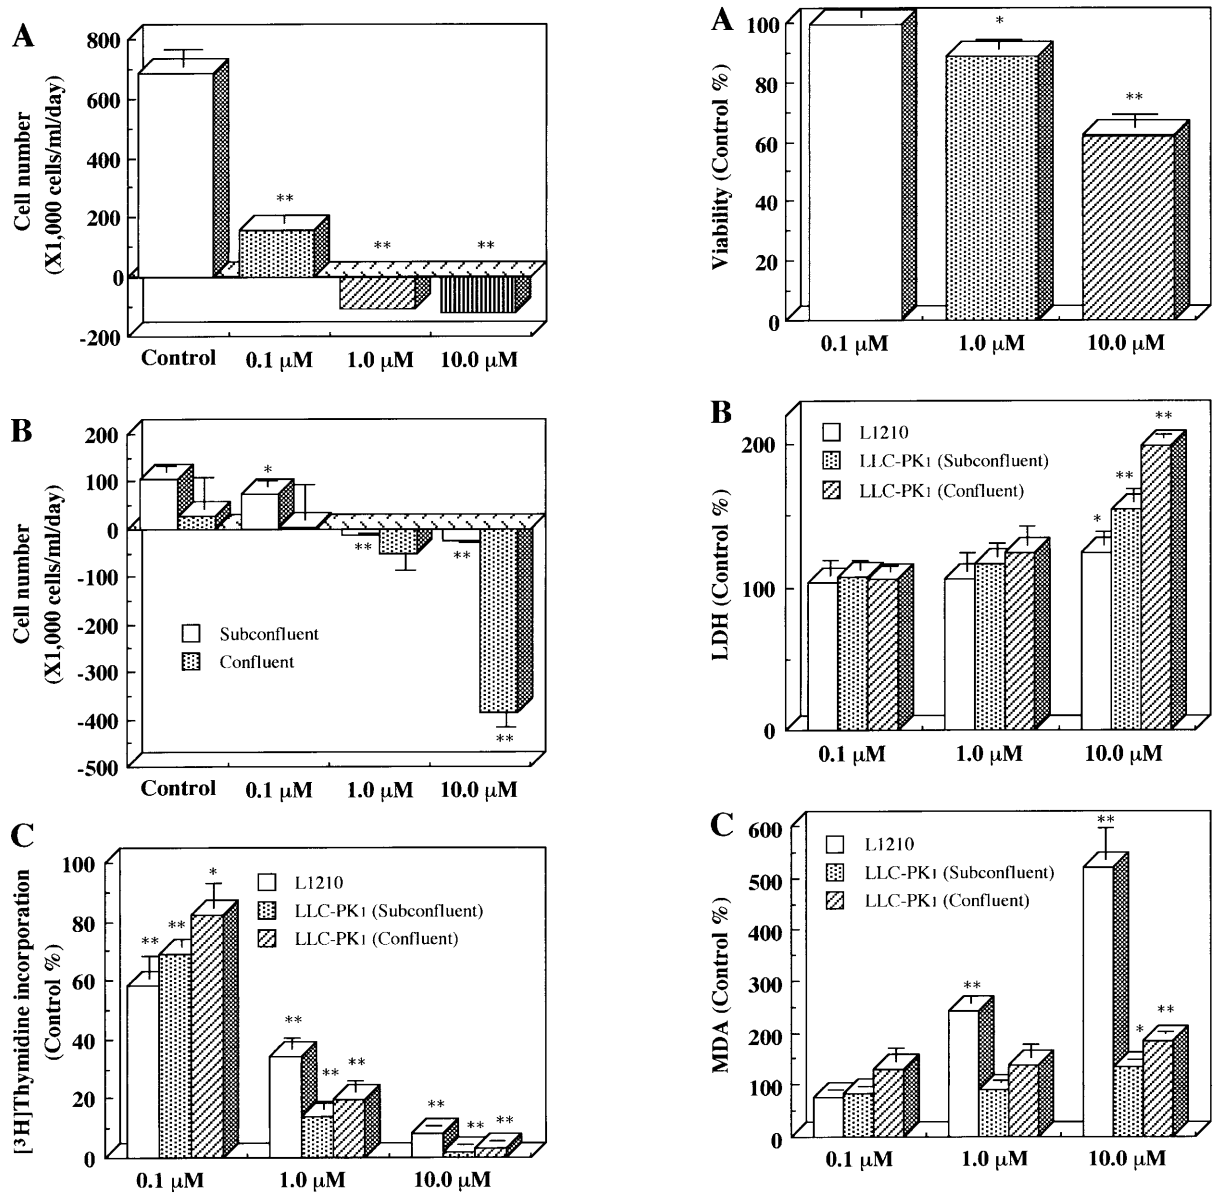 A
Cell number
(X1,000 cells/ml/day)
800
600
400
200
0
-200
**
**
**
Control 0.1 μM 1.0 μM 10.0 μM
B
Cell number
(X1,000 cells/ml/day)
200
100
0
-100
-200
-300
-400
-500
*
**
**
**
Subconfluent
Confluent
Control 0.1 μM 1.0 μM 10.0 μM
C
[³H]Thymidine incorporation
(Control %)
100
80
60
40
20
0
L1210
LLC-PK1 (Subconfluent)
LLC-PK1 (Confluent)
** ** *
** ** **
** ** **
0.1 μM 1.0 μM 10.0 μM
A
Viability (Control %)
100
80
60
40
20
0
*
**
0.1 μM 1.0 μM 10.0 μM
B
LDH (Control %)
200
100
0
L1210
LLC-PK1 (Subconfluent)
LLC-PK1 (Confluent)
* ** **
0.1 μM 1.0 μM 10.0 μM
C
MDA (Control %)
600
500
400
300
200
100
0
L1210
LLC-PK1 (Subconfluent)
LLC-PK1 (Confluent)
**
** * **
0.1 μM 1.0 μM 10.0 μM